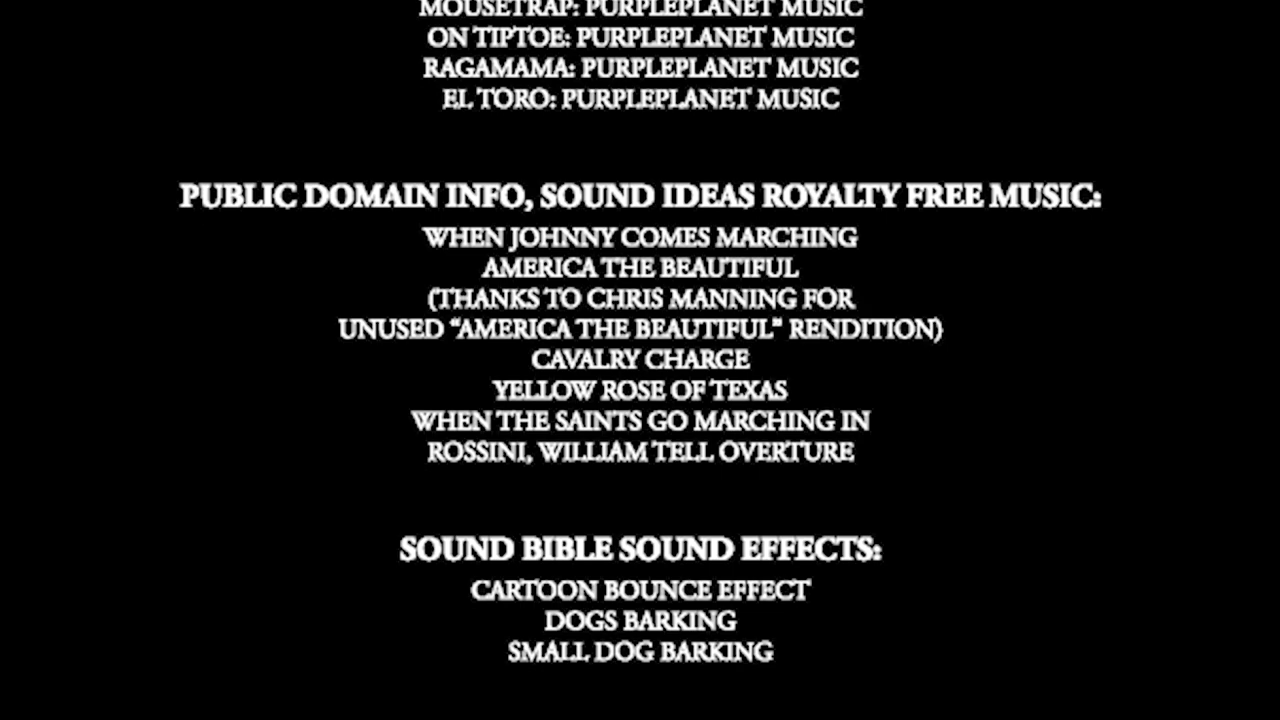 MOUSETRAP: PURPLEPLANET MUSIC
ON TIPTOE: PURPLEPLANET MUSIC
RAGAMAMA: PURPLEPLANET MUSIC
EL TORO: PURPLEPLANET MUSIC
PUBLIC DOMAIN INFO, SOUND IDEAS ROYALTY FREE MUSIC:
WHEN JOHNNY COMES MARCHING
AMERICA THE BEAUTIFUL
(THANKS TO CHRIS MANNING FOR
UNUSED “AMERICA THE BEAUTIFUL” RENDITION)
CAVALRY CHARGE
YELLOW ROSE OF TEXAS
WHEN THE SAINTS GO MARCHING IN
ROSSINI, WILLIAM TELL OVERTURE
SOUND BIBLE SOUND EFFECTS:
CARTOON BOUNCE EFFECT
DOGS BARKING
SMALL DOG BARKING